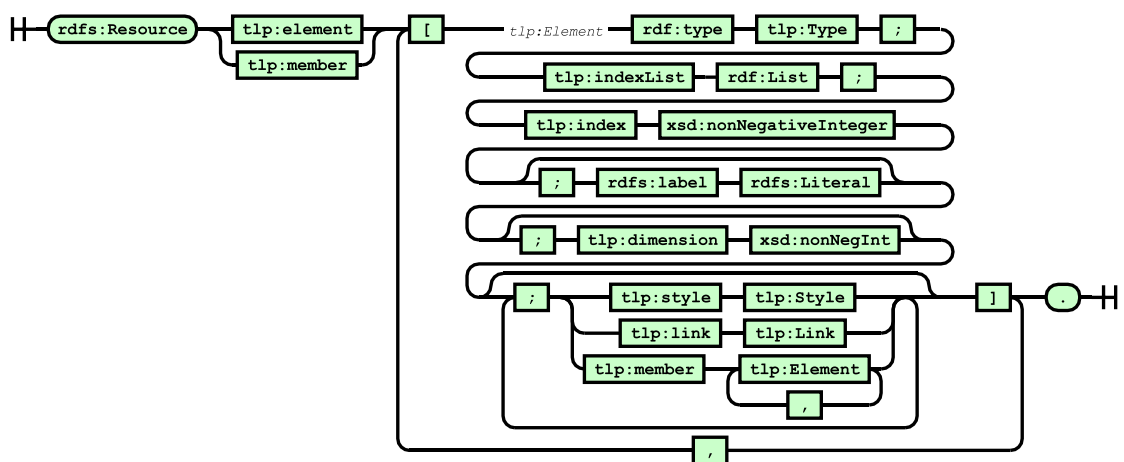 rdfs:Resource tlp:element [ tlp:Element rdf:type tlp:Type ;
tlp:member
tlp:indexList rdf:List ;
tlp:index xsd:nonNegativeInteger
; rdfs:label rdfs:Literal
; tlp:dimension xsd:nonNegInt
; tlp:style tlp:Style ] .
tlp:link tlp:Link
tlp:member tlp:Element
,
,